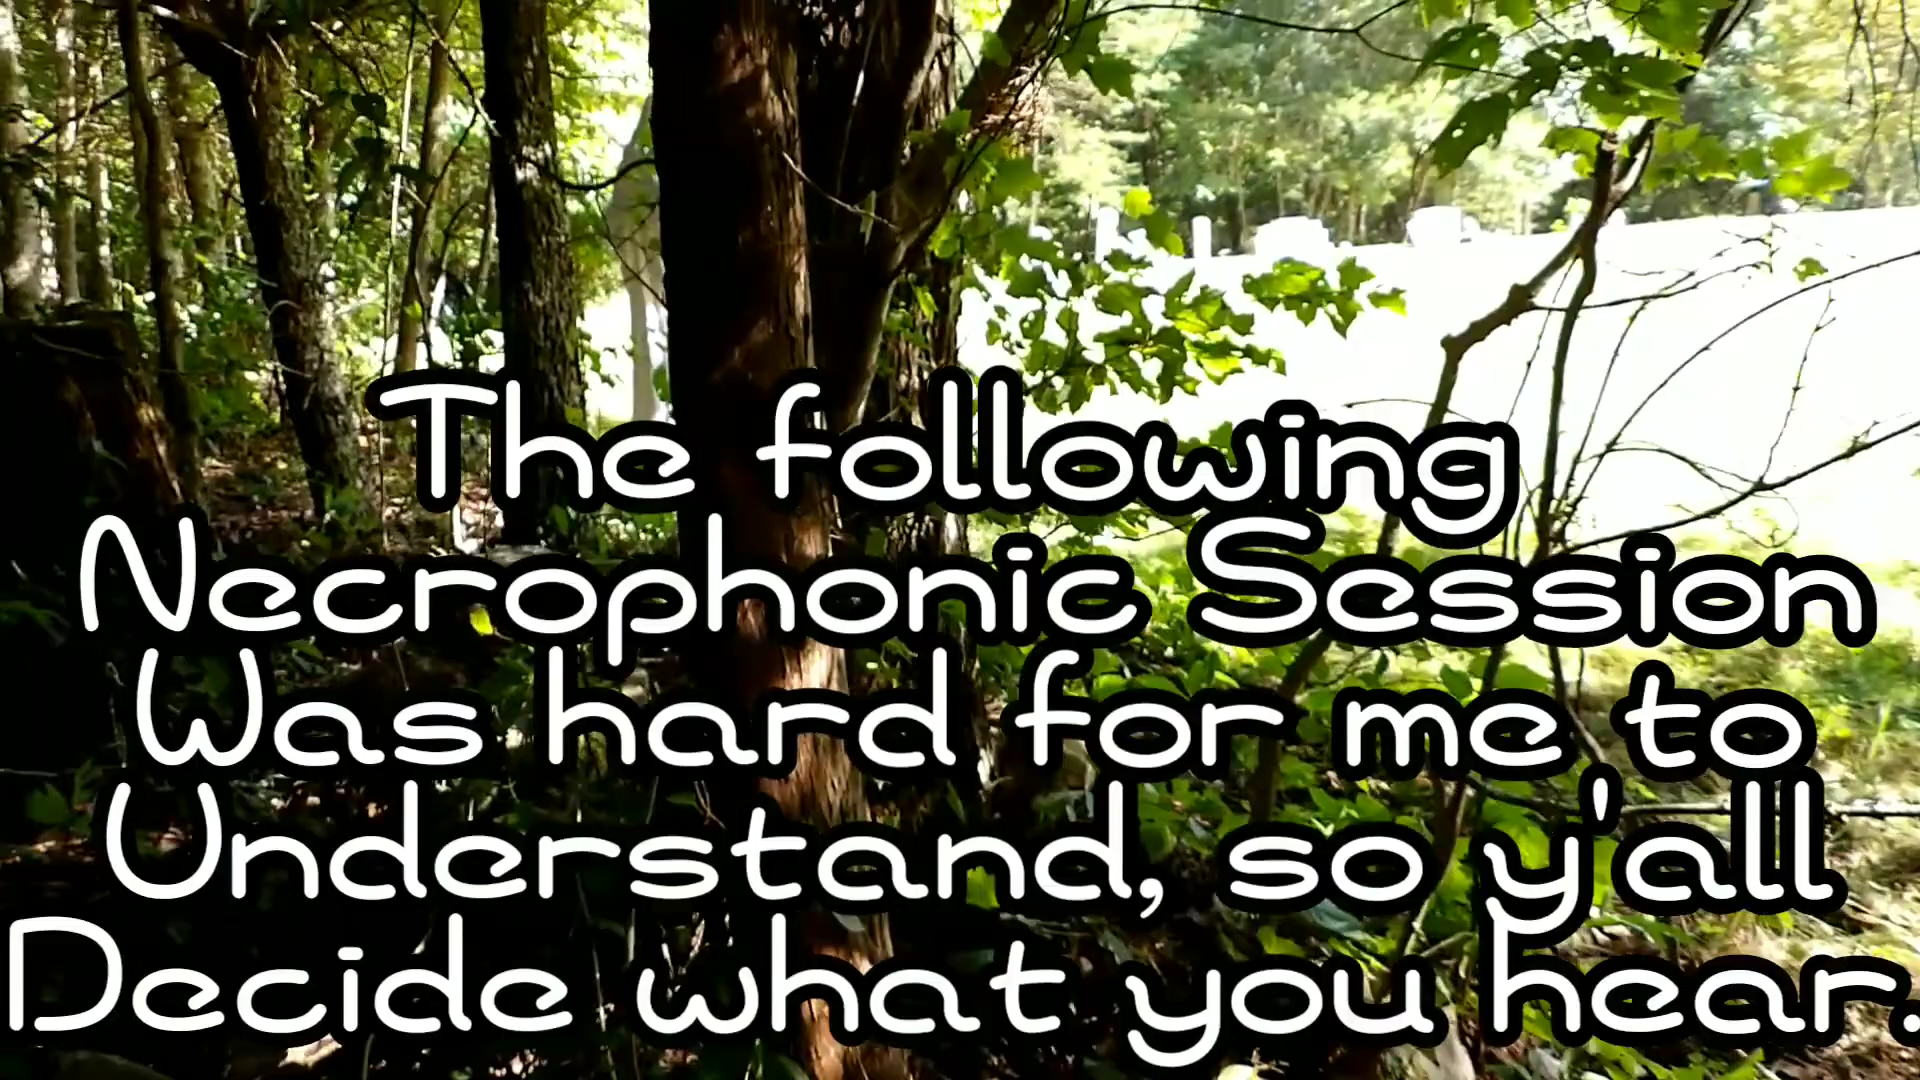 The following
Necrophonic Session
Was hard for me to
Understand, so y'all
Decide what you hear.